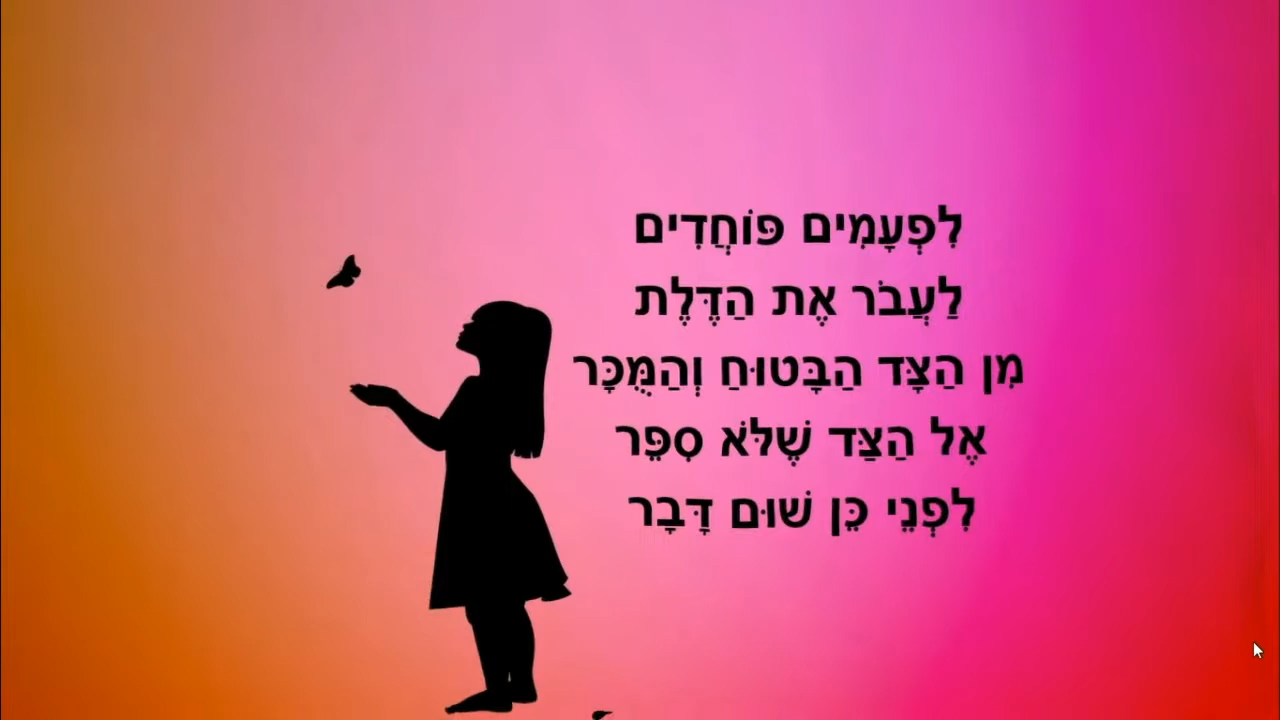 לִפְעָמִים פּוֹחֲדִים
לַעֲבֹר אֶת הַדֶּלֶת
מִן הַצָּד הַבָּטוּחַ וְהַמֻּכָּר
אֶל הַצַּד שֶׁלֹּא סִפֵּר
לִפְנֵי כֵּן שׁוּם דָּבָר